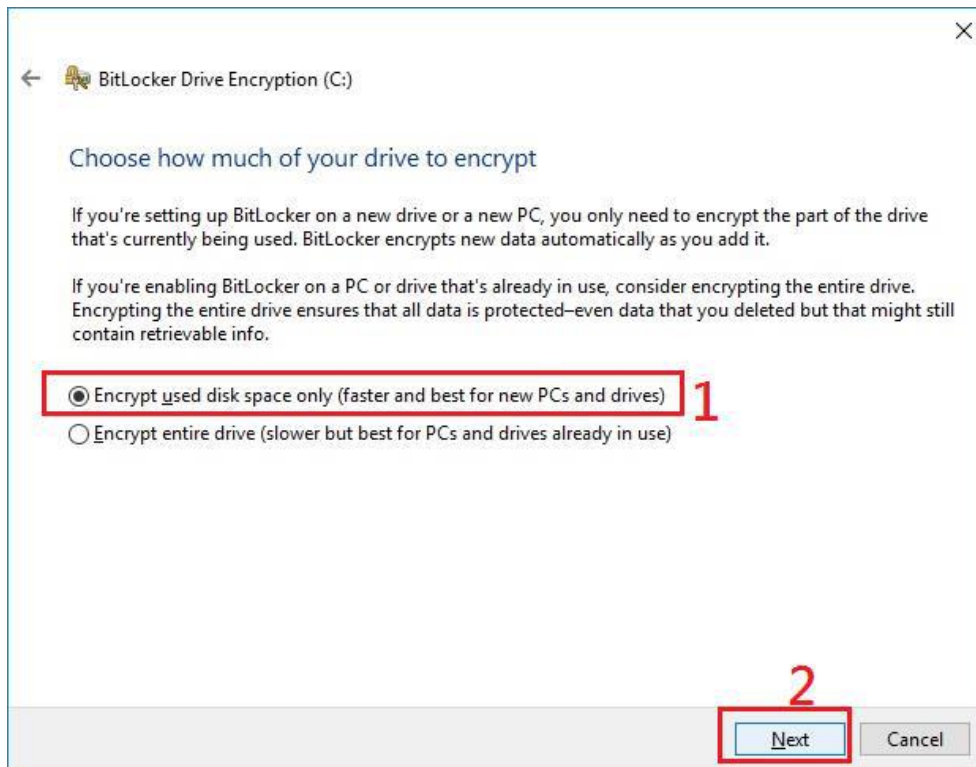 BitLocker Drive Encryption (C:)
Choose how much of your drive to encrypt
If you're setting up BitLocker on a new drive or a new PC, you only need to encrypt the part of the drive
that's currently being used. BitLocker encrypts new data automatically as you add it.
If you're enabling BitLocker on a PC or drive that's already in use, consider encrypting the entire drive.
Encrypting the entire drive ensures that all data is protected–even data that you deleted but that might still
contain retrievable info.
Encrypt used disk space only (faster and best for new PCs and drives) 1
Encrypt entire drive (slower but best for PCs and drives already in use)
2
Next Cancel